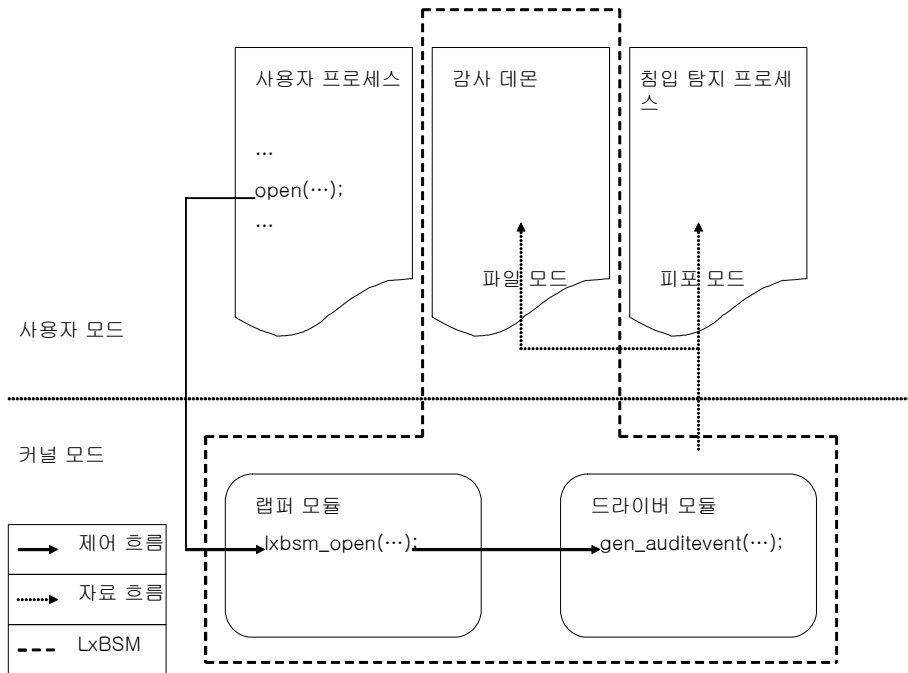 사용자 프로세스
…
open(…);
…
감사 데몬
파일 모드
침입 탐지 프로세
스
피포 모드
사용자 모드
커널 모드
랩퍼 모듈
lxbsm_open(…);
드라이버 모듈
gen_auditevent(…);
제어 흐름
자료 흐름
LxBSM